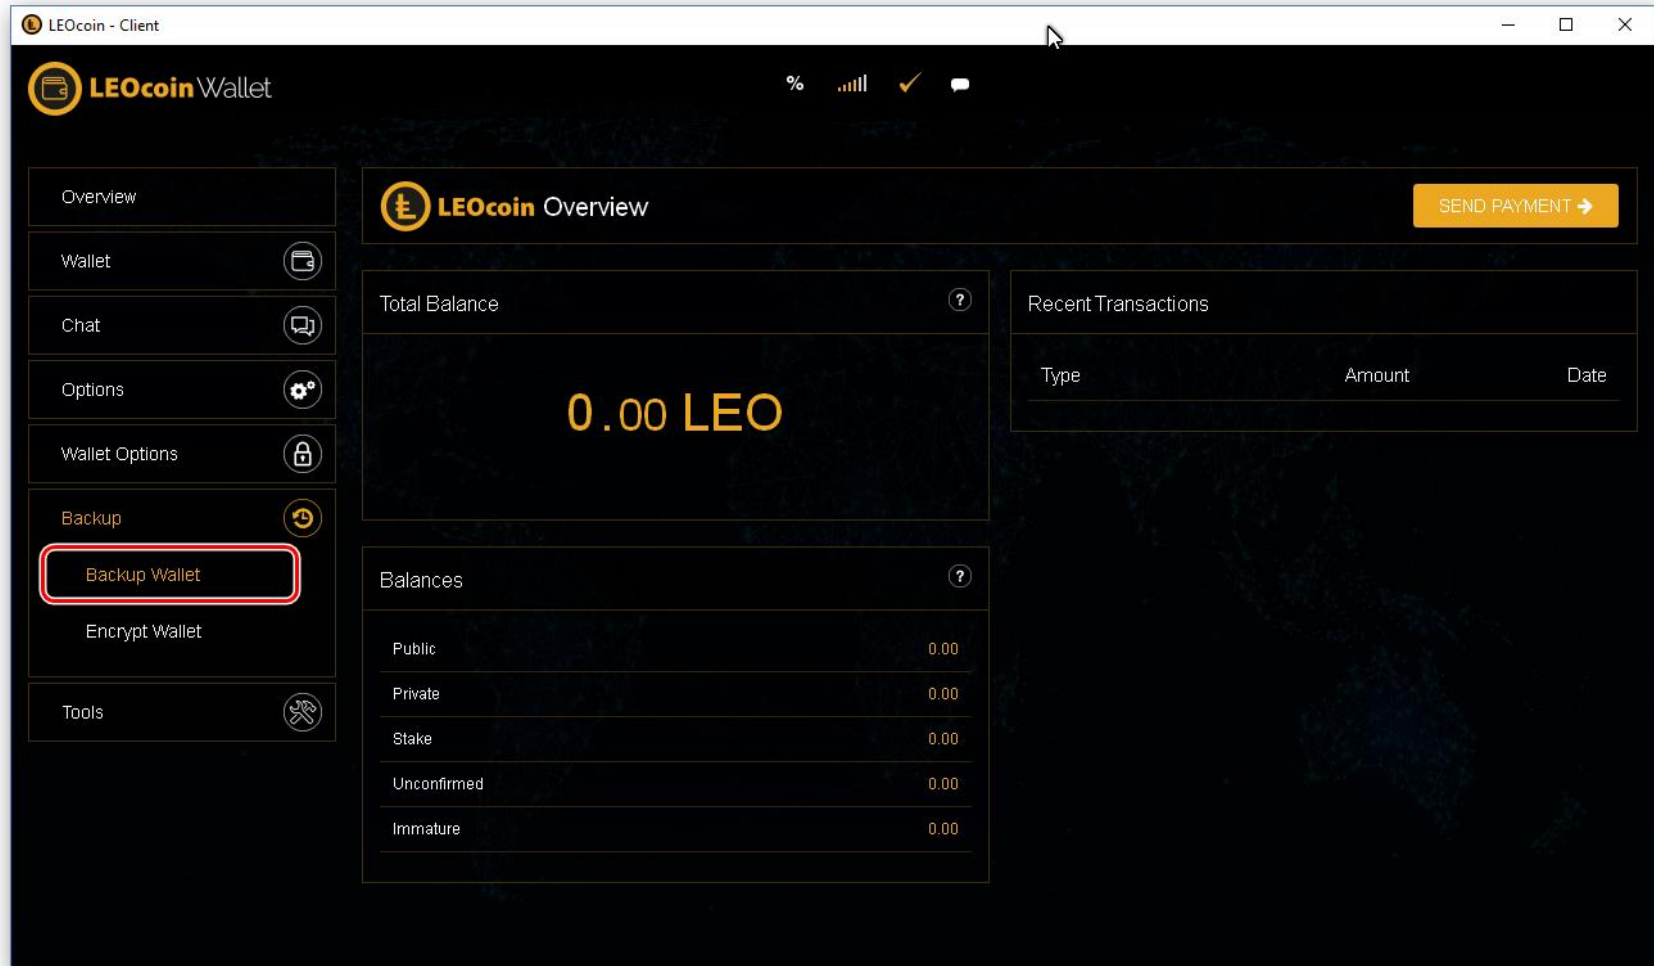 LEOcoin - Client
LEOcoin Wallet
%
Overview
Wallet
Chat
Options
Wallet Options
Backup
Backup Wallet
Encrypt Wallet
Tools
LEOcoin Overview
SEND PAYMENT
Total Balance ?
0.00 LEO
Balances ?
Public 0.00
Private 0.00
Stake 0.00
Unconfirmed 0.00
Immature 0.00
Recent Transactions
Type Amount Date